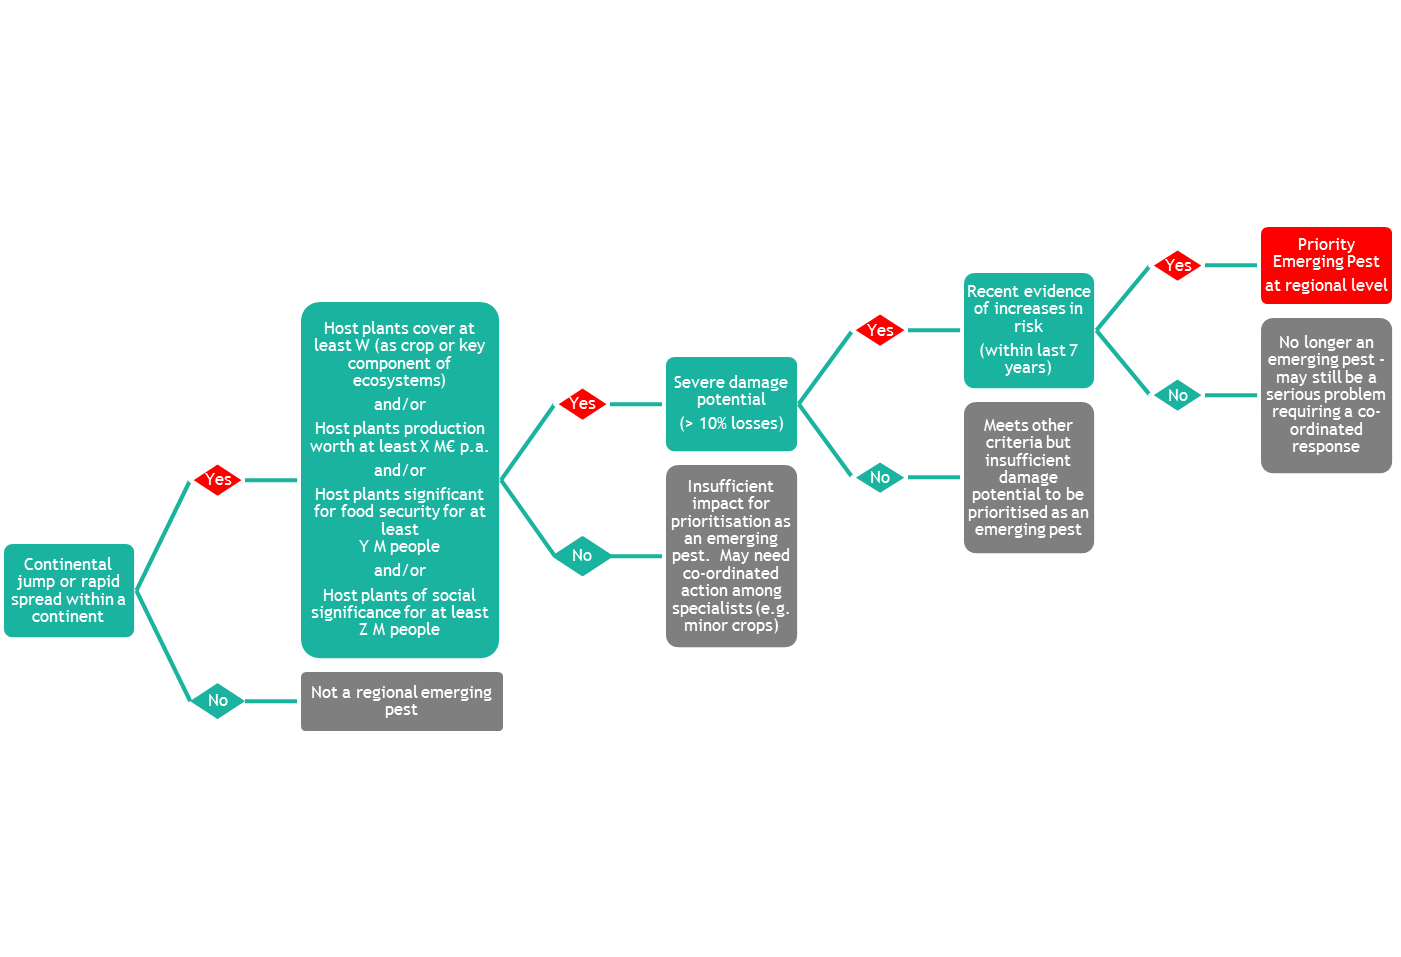 Continental
jump or rapid
spread within a
continent
Yes
No
Host plants cover at
least W (as crop or key
component of
ecosystems)
and/or
Host plants production
worth at least X M€ p.a.
and/or
Host plants significant
for food security for at
least
Y M people
and/or
Host plants of social
significance for at least
Z M people
Not a regional emerging
pest
Yes
No
Severe damage
potential
(> 10% losses)
Insufficient
impact for
prioritisation as
an emerging
pest.  May need
co-ordinated
action among
specialists (e.g.
minor crops)
Yes
No
Recent evidence
of increases in
risk
(within last 7
years)
Meets other
criteria but
insufficient
damage
potential to be
prioritised as an
emerging pest
Yes
No
Priority
Emerging Pest
at regional level
No longer an
emerging pest -
may still be a
serious problem
requiring a co-
ordinated
response